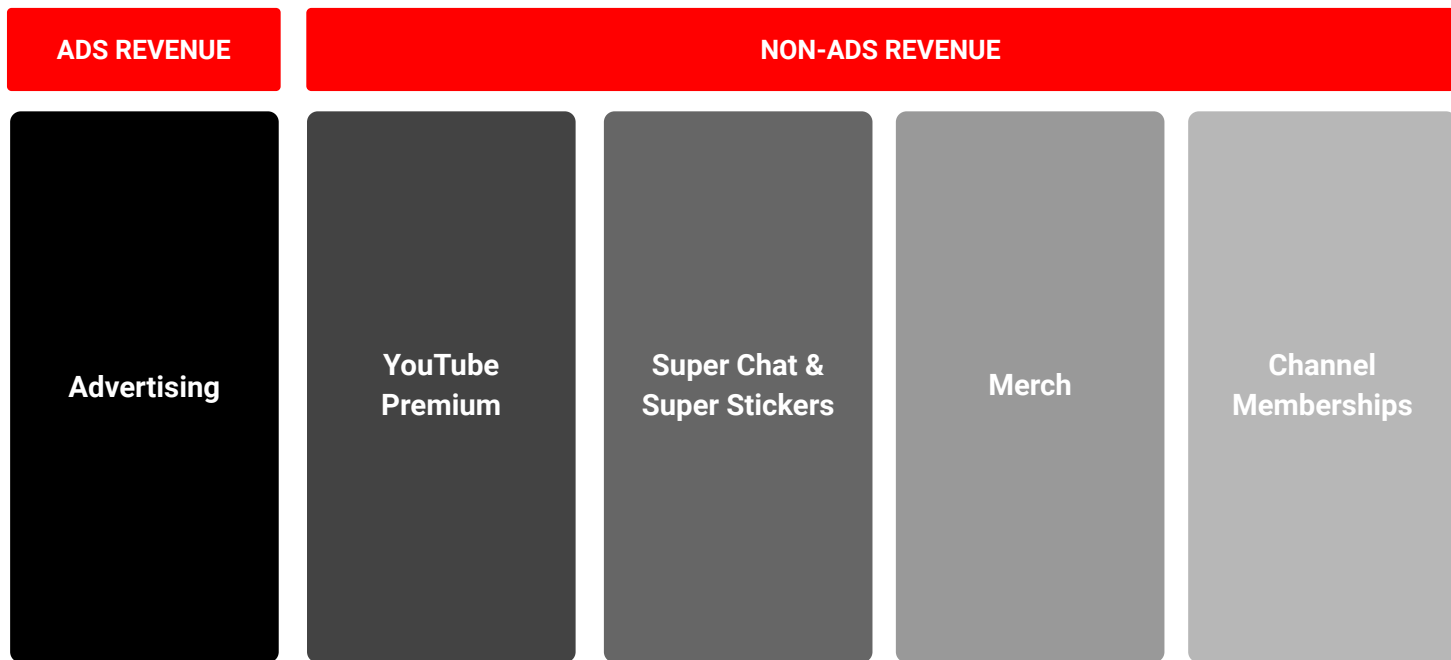 ADS REVENUE
NON-ADS REVENUE
Advertising
YouTube
Premium
Super Chat &
Super Stickers
Merch
Channel
Memberships